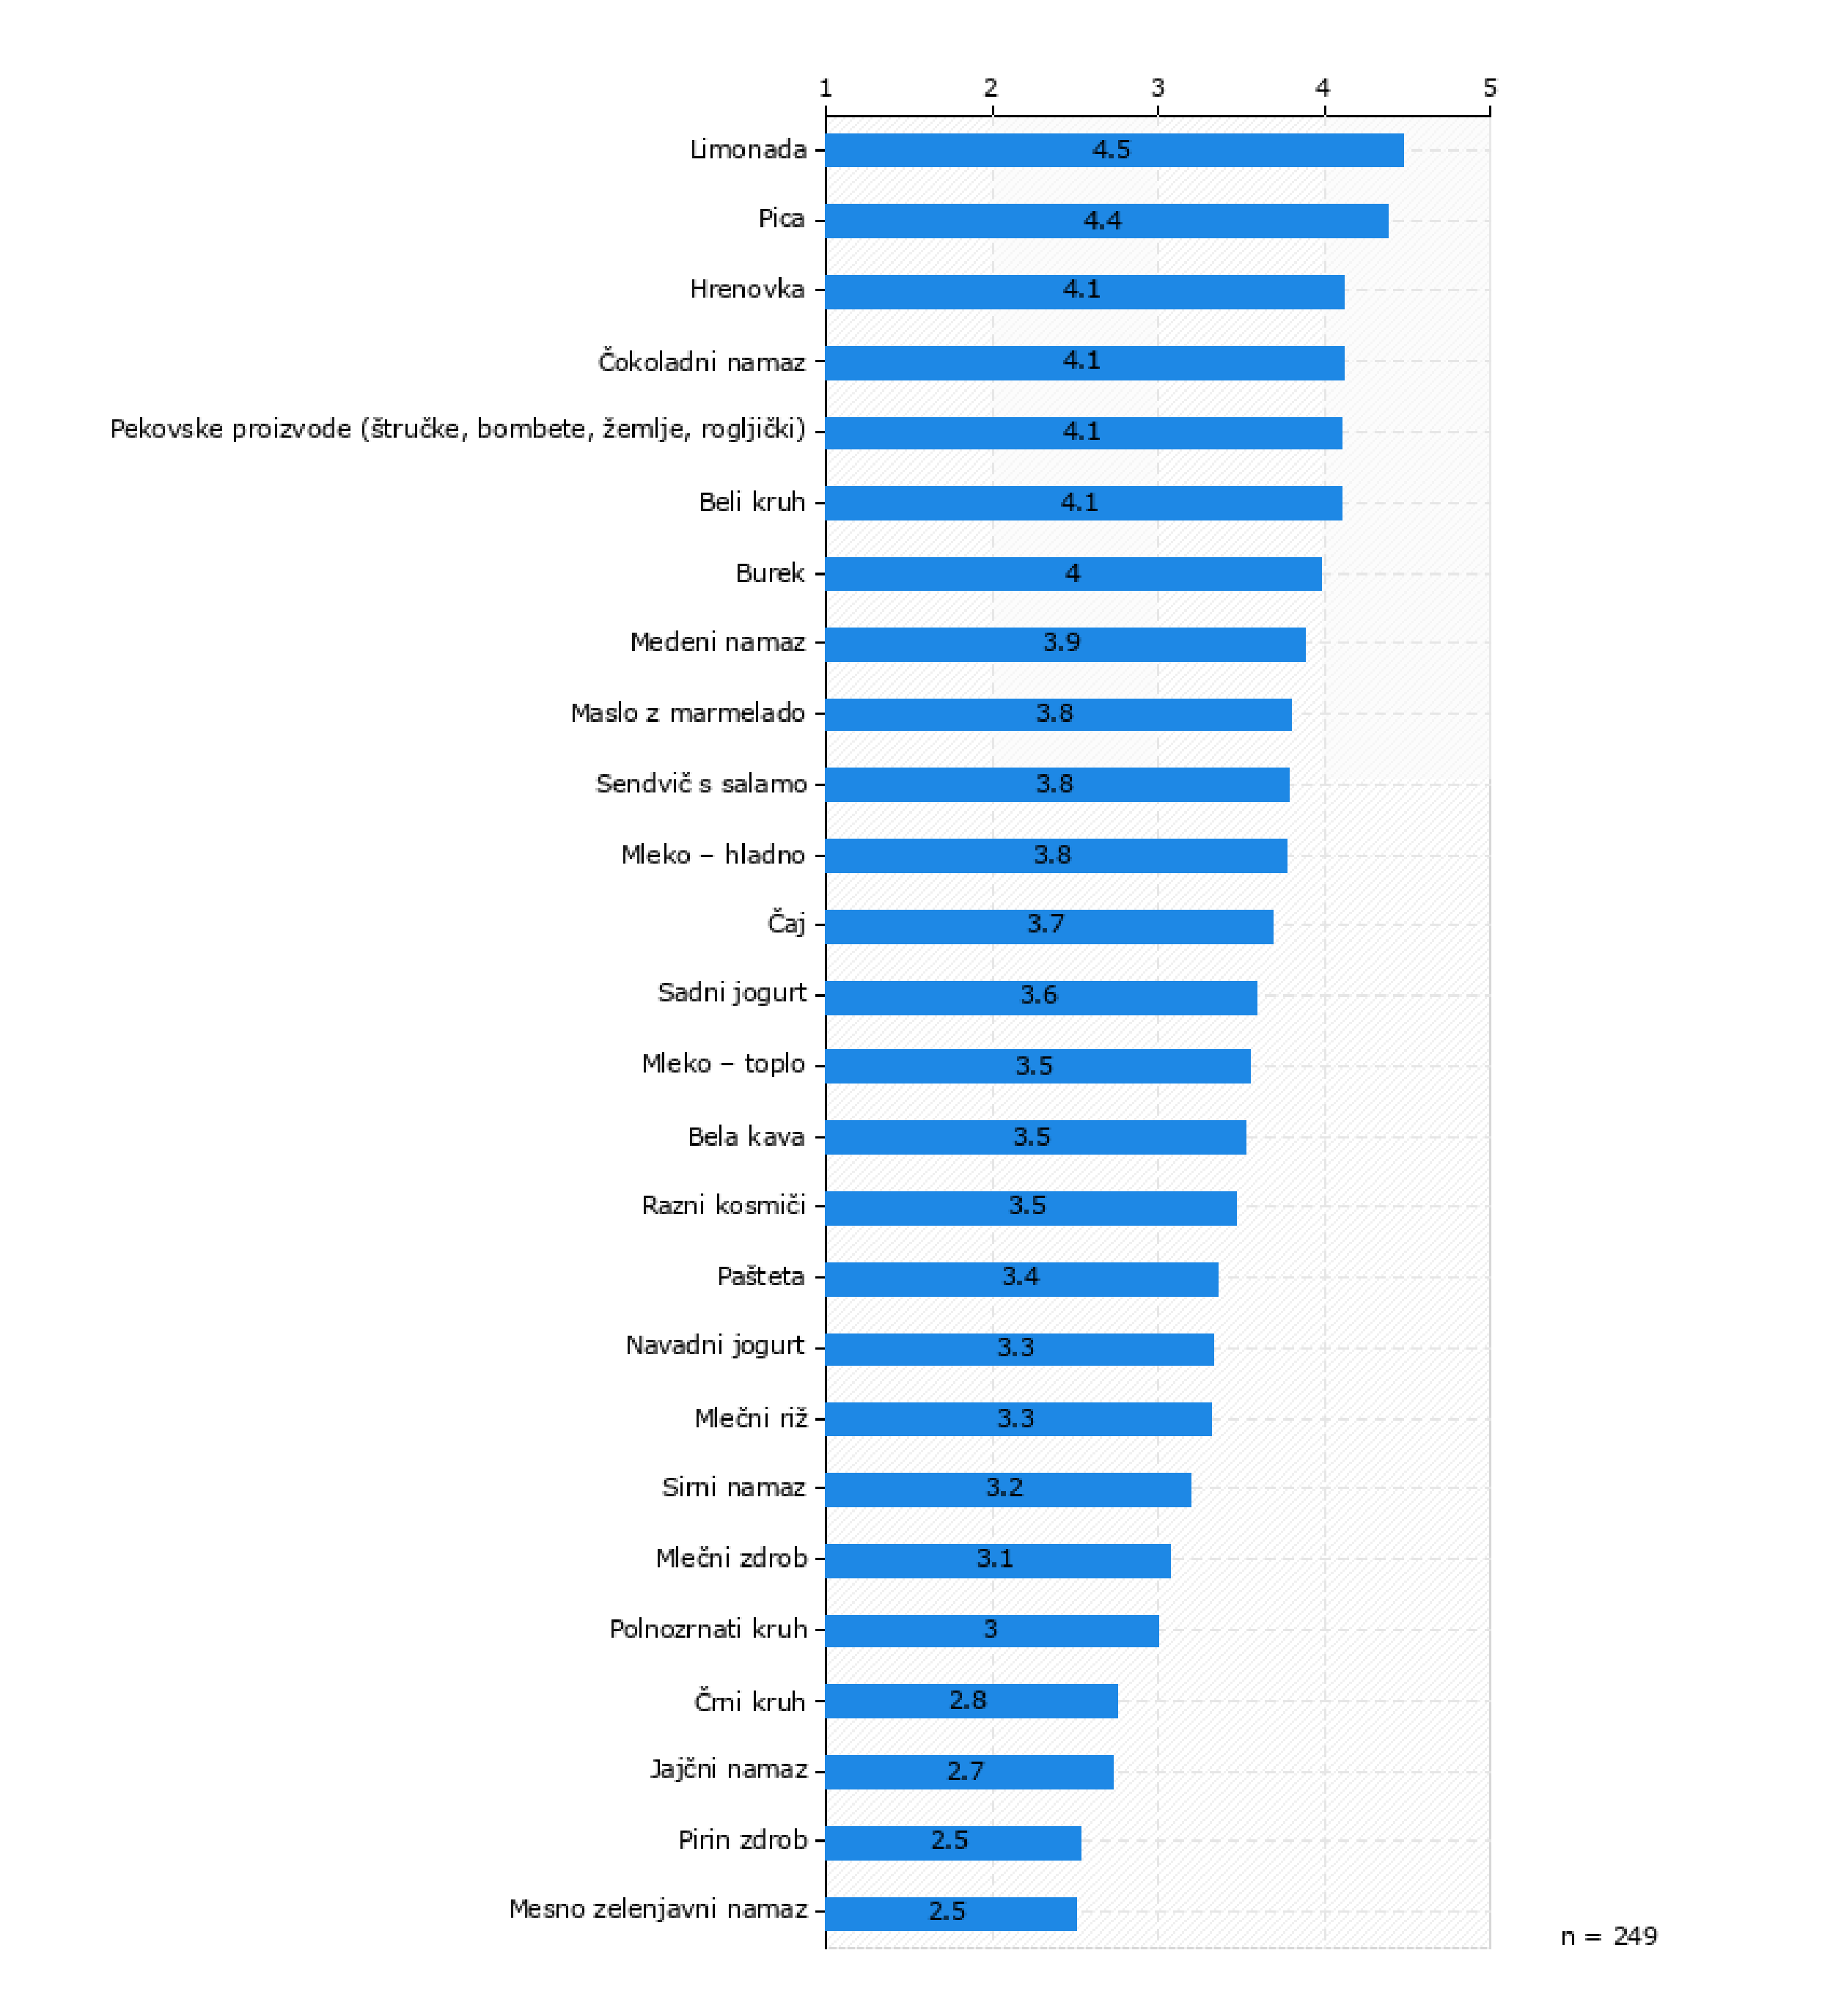 1 2 3 4 5
Limonada 4.5
Pica 4.4
Hrenovka 4.1
Čokoladni namaz 4.1
Pekovske proizvode (štručke, bombete, žemlje, rogljički) 4.1
Beli kruh 4.1
Burek 4
Medeni namaz 3.9
Maslo z marmelado 3.8
Sendvič s salamo 3.8
Mleko – hladno 3.8
Čaj 3.7
Sadni jogurt 3.6
Mleko – toplo 3.5
Bela kava 3.5
Razni kosmiči 3.5
Pašteta 3.4
Navadni jogurt 3.3
Mlečni riž 3.3
Sirni namaz 3.2
Mlečni zdrob 3.1
Polnozrnati kruh 3
Črni kruh 2.8
Jajčni namaz 2.7
Pirin zdrob 2.5
Mesno zelenjavni namaz 2.5
n = 249